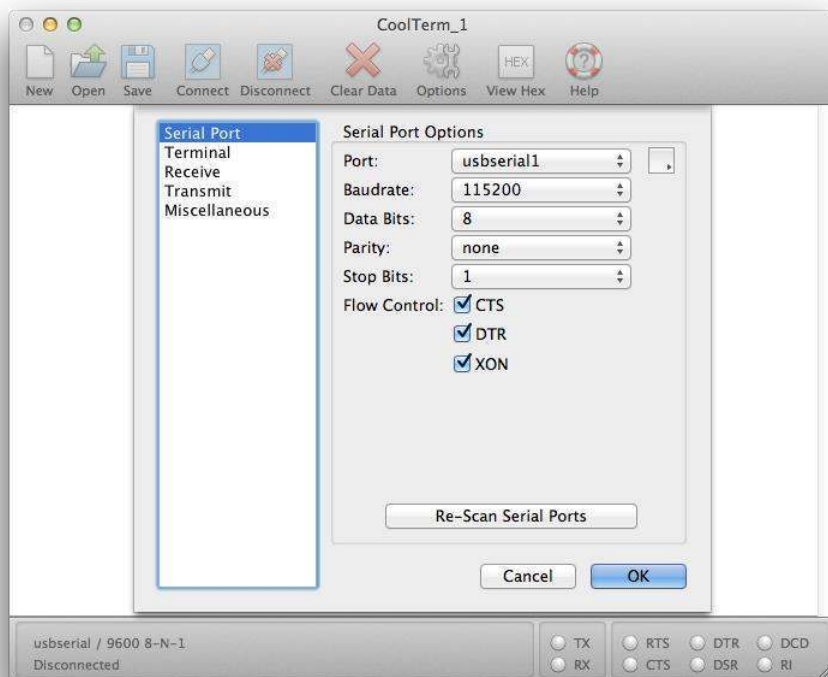 CoolTerm_1
HEX
New Open Save Connect Disconnect Clear Data Options View Hex Help
Serial Port
Terminal
Receive
Transmit
Miscellaneous
Serial Port Options
Port: usbserial1
Baudrate: 115200
Data Bits: 8
Parity: none
Stop Bits: 1
Flow Control: CTS
DTR
XON
Re-Scan Serial Ports
Cancel OK
usbserial / 9600 8-N-1
Disconnected
TX RTS DTR DCD
RX CTS DSR RI